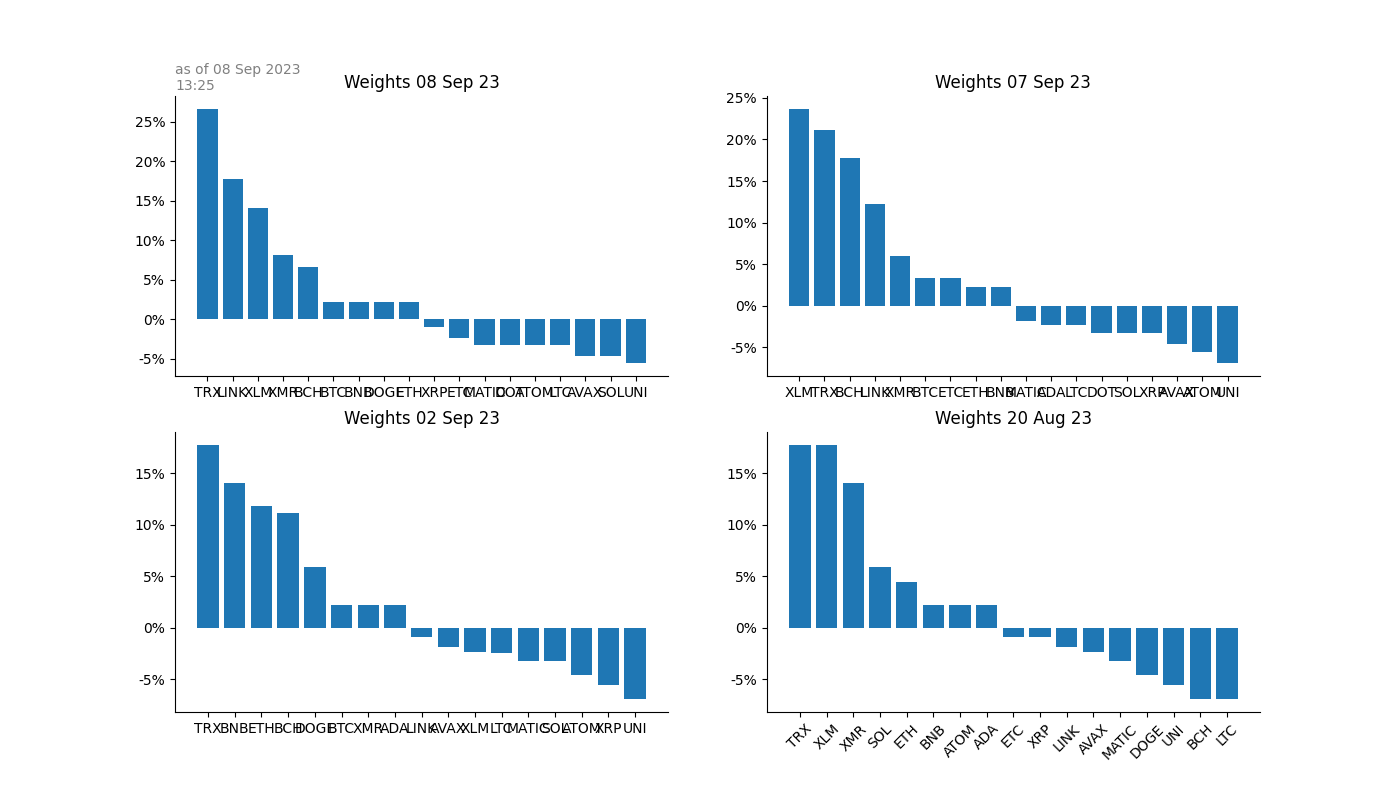 as of 08 Sep 2023
13:25
Weights 08 Sep 23
25%
20%
15%
10%
5%
0%
-5%
TRX LINK XLM XMR BCH BTC BNB DOGE ETH XRP ETC MATIC DOT ATOM LTC AVAX SOL UNI
Weights 07 Sep 23
25%
20%
15%
10%
5%
0%
-5%
XLM TRX BCH LINK XMR BTC ETC ETH BNB MATIC ADA LTC DOT SOL XRP AVAX ATOM UNI
Weights 02 Sep 23
15%
10%
5%
0%
-5%
TRX BNB ETH BCH DOGE BTC XMR ADA LINK AVAX XLM LTC MATIC SOL ATOM XRP UNI
Weights 20 Aug 23
15%
10%
5%
0%
-5%
TRX XLM XMR SOL ETH BNB ATOM ADA ETC XRP LINK AVAX MATIC DOGE UNI BCH LTC